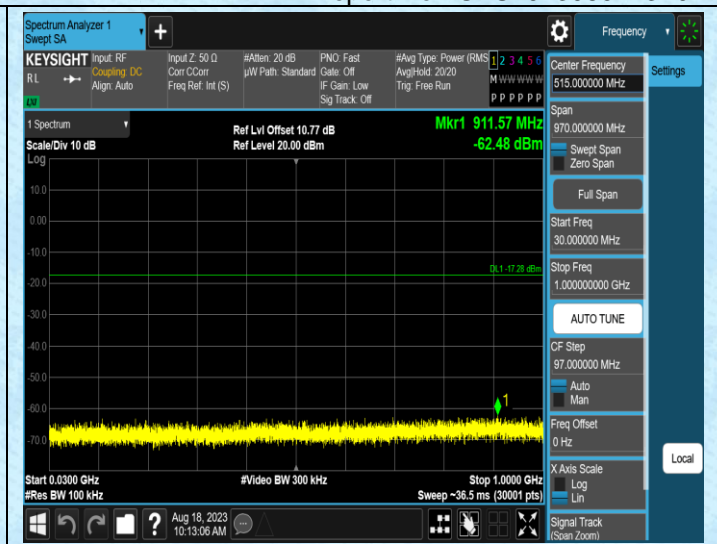 Spectrum Analyzer 1
Swept SA
+
Frequency
KEYSIGHT
RL
LXI
Input: RF
Coupling: DC
Align: Auto
Input Z: 50 Ω
Corr CCorr
Freq Ref: Int (S)
#Atten: 20 dB
µW Path: Standard
PNO: Fast
Gate: Off
IF Gain: Low
Sig Track: Off
#Avg Type: Power (RMS
Avg|Hold: 20/20
Trig: Free Run
1 2 3 4 5 6
M W W W W W
P P P P P P
1 Spectrum
Scale/Div 10 dB
Log
Ref Lvl Offset 10.77 dB
Ref Level 20.00 dBm
Mkr1 911.57 MHz
-62.48 dBm
10.0
0.00
-10.0
DL1 -17.28 dBm
-20.0
-30.0
-40.0
-50.0
-60.0
1
-70.0
Start 0.0300 GHz
#Res BW 100 kHz
#Video BW 300 kHz
Stop 1.0000 GHz
Sweep ~36.5 ms (30001 pts)
?
Aug 18, 2023
10:13:06 AM
Center Frequency
515.000000 MHz
Settings
Span
970.000000 MHz
Swept Span
Zero Span
Full Span
Start Freq
30.000000 MHz
Stop Freq
1.000000000 GHz
AUTO TUNE
CF Step
97.000000 MHz
Auto
Man
Freq Offset
0 Hz
X Axis Scale
Log
Lin
Local
Signal Track
(Span Zoom)